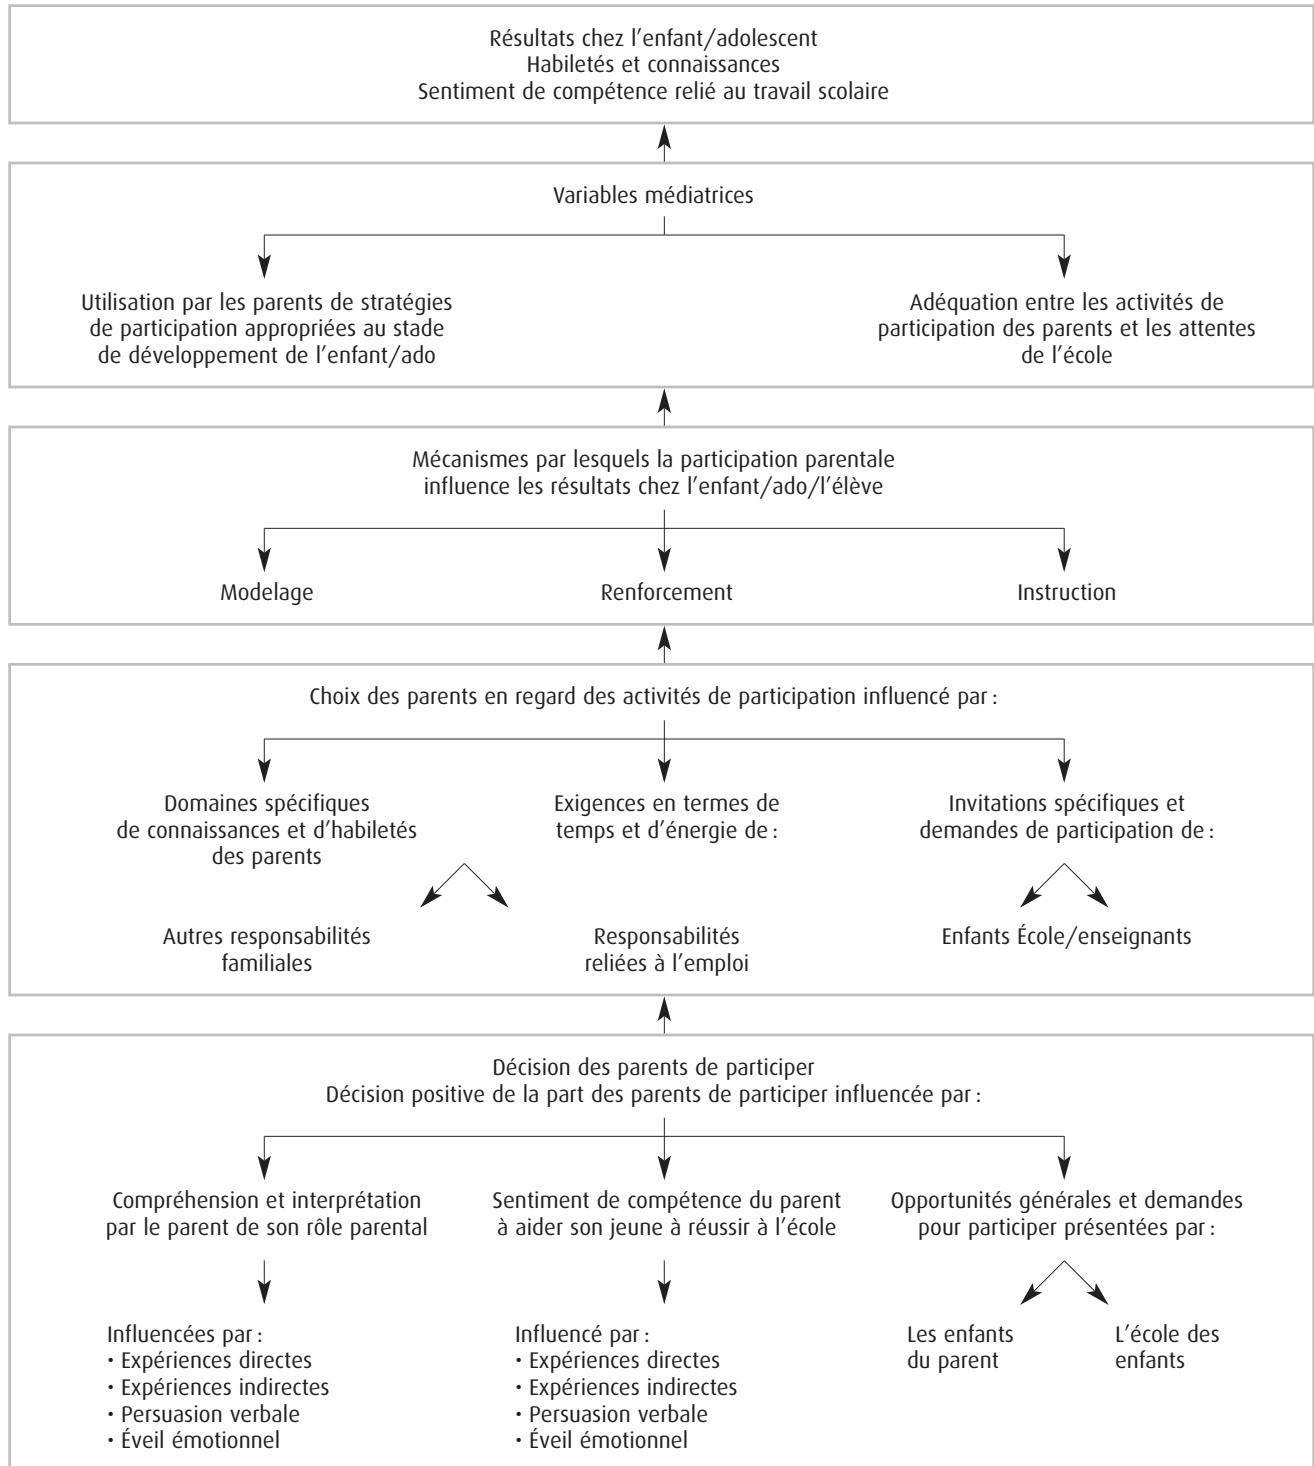 Résultats chez l'enfant/adolescent
Habiletés et connaissances
Sentiment de compétence relié au travail scolaire
Variables médiatrices
Utilisation par les parents de stratégies
de participation appropriées au stade
de développement de l'enfant/ado
Adéquation entre les activités de
participation des parents et les attentes
de l'école
Mécanismes par lesquels la participation parentale
influence les résultats chez l'enfant/ado/l'élève
Modelage
Renforcement
Instruction
Choix des parents en regard des activités de participation influencé par :
Domaines spécifiques
de connaissances et d'habiletés
des parents
Exigences en termes de
temps et d'énergie de :
Invitations spécifiques et
demandes de participation de :
Autres responsabilités
familiales
Responsabilités
reliées à l'emploi
Enfants École/enseignants
Décision des parents de participer
Décision positive de la part des parents de participer influencée par :
Compréhension et interprétation
par le parent de son rôle parental
Sentiment de compétence du parent
à aider son jeune à réussir à l'école
Opportunités générales et demandes
pour participer présentées par :
Influencées par :
• Expériences directes
• Expériences indirectes
• Persuasion verbale
• Éveil émotionnel
Influencé par :
• Expériences directes
• Expériences indirectes
• Persuasion verbale
• Éveil émotionnel
Les enfants
du parent
L'école des
enfants